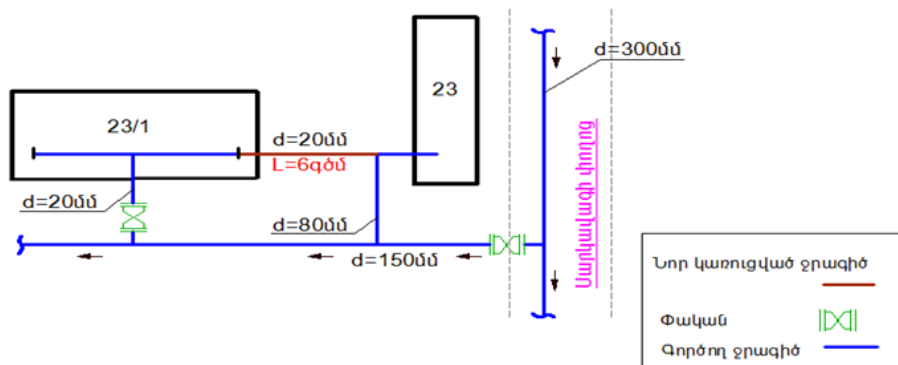 d=300մմ
23
23/1
d=20մմ
L=6գծմ
d=20մմ
d=80մմ
d=150մմ
Սարկավագի փողոց
Նոր կառուցված ջրագիծ
Փական
Գործող ջրագիծ